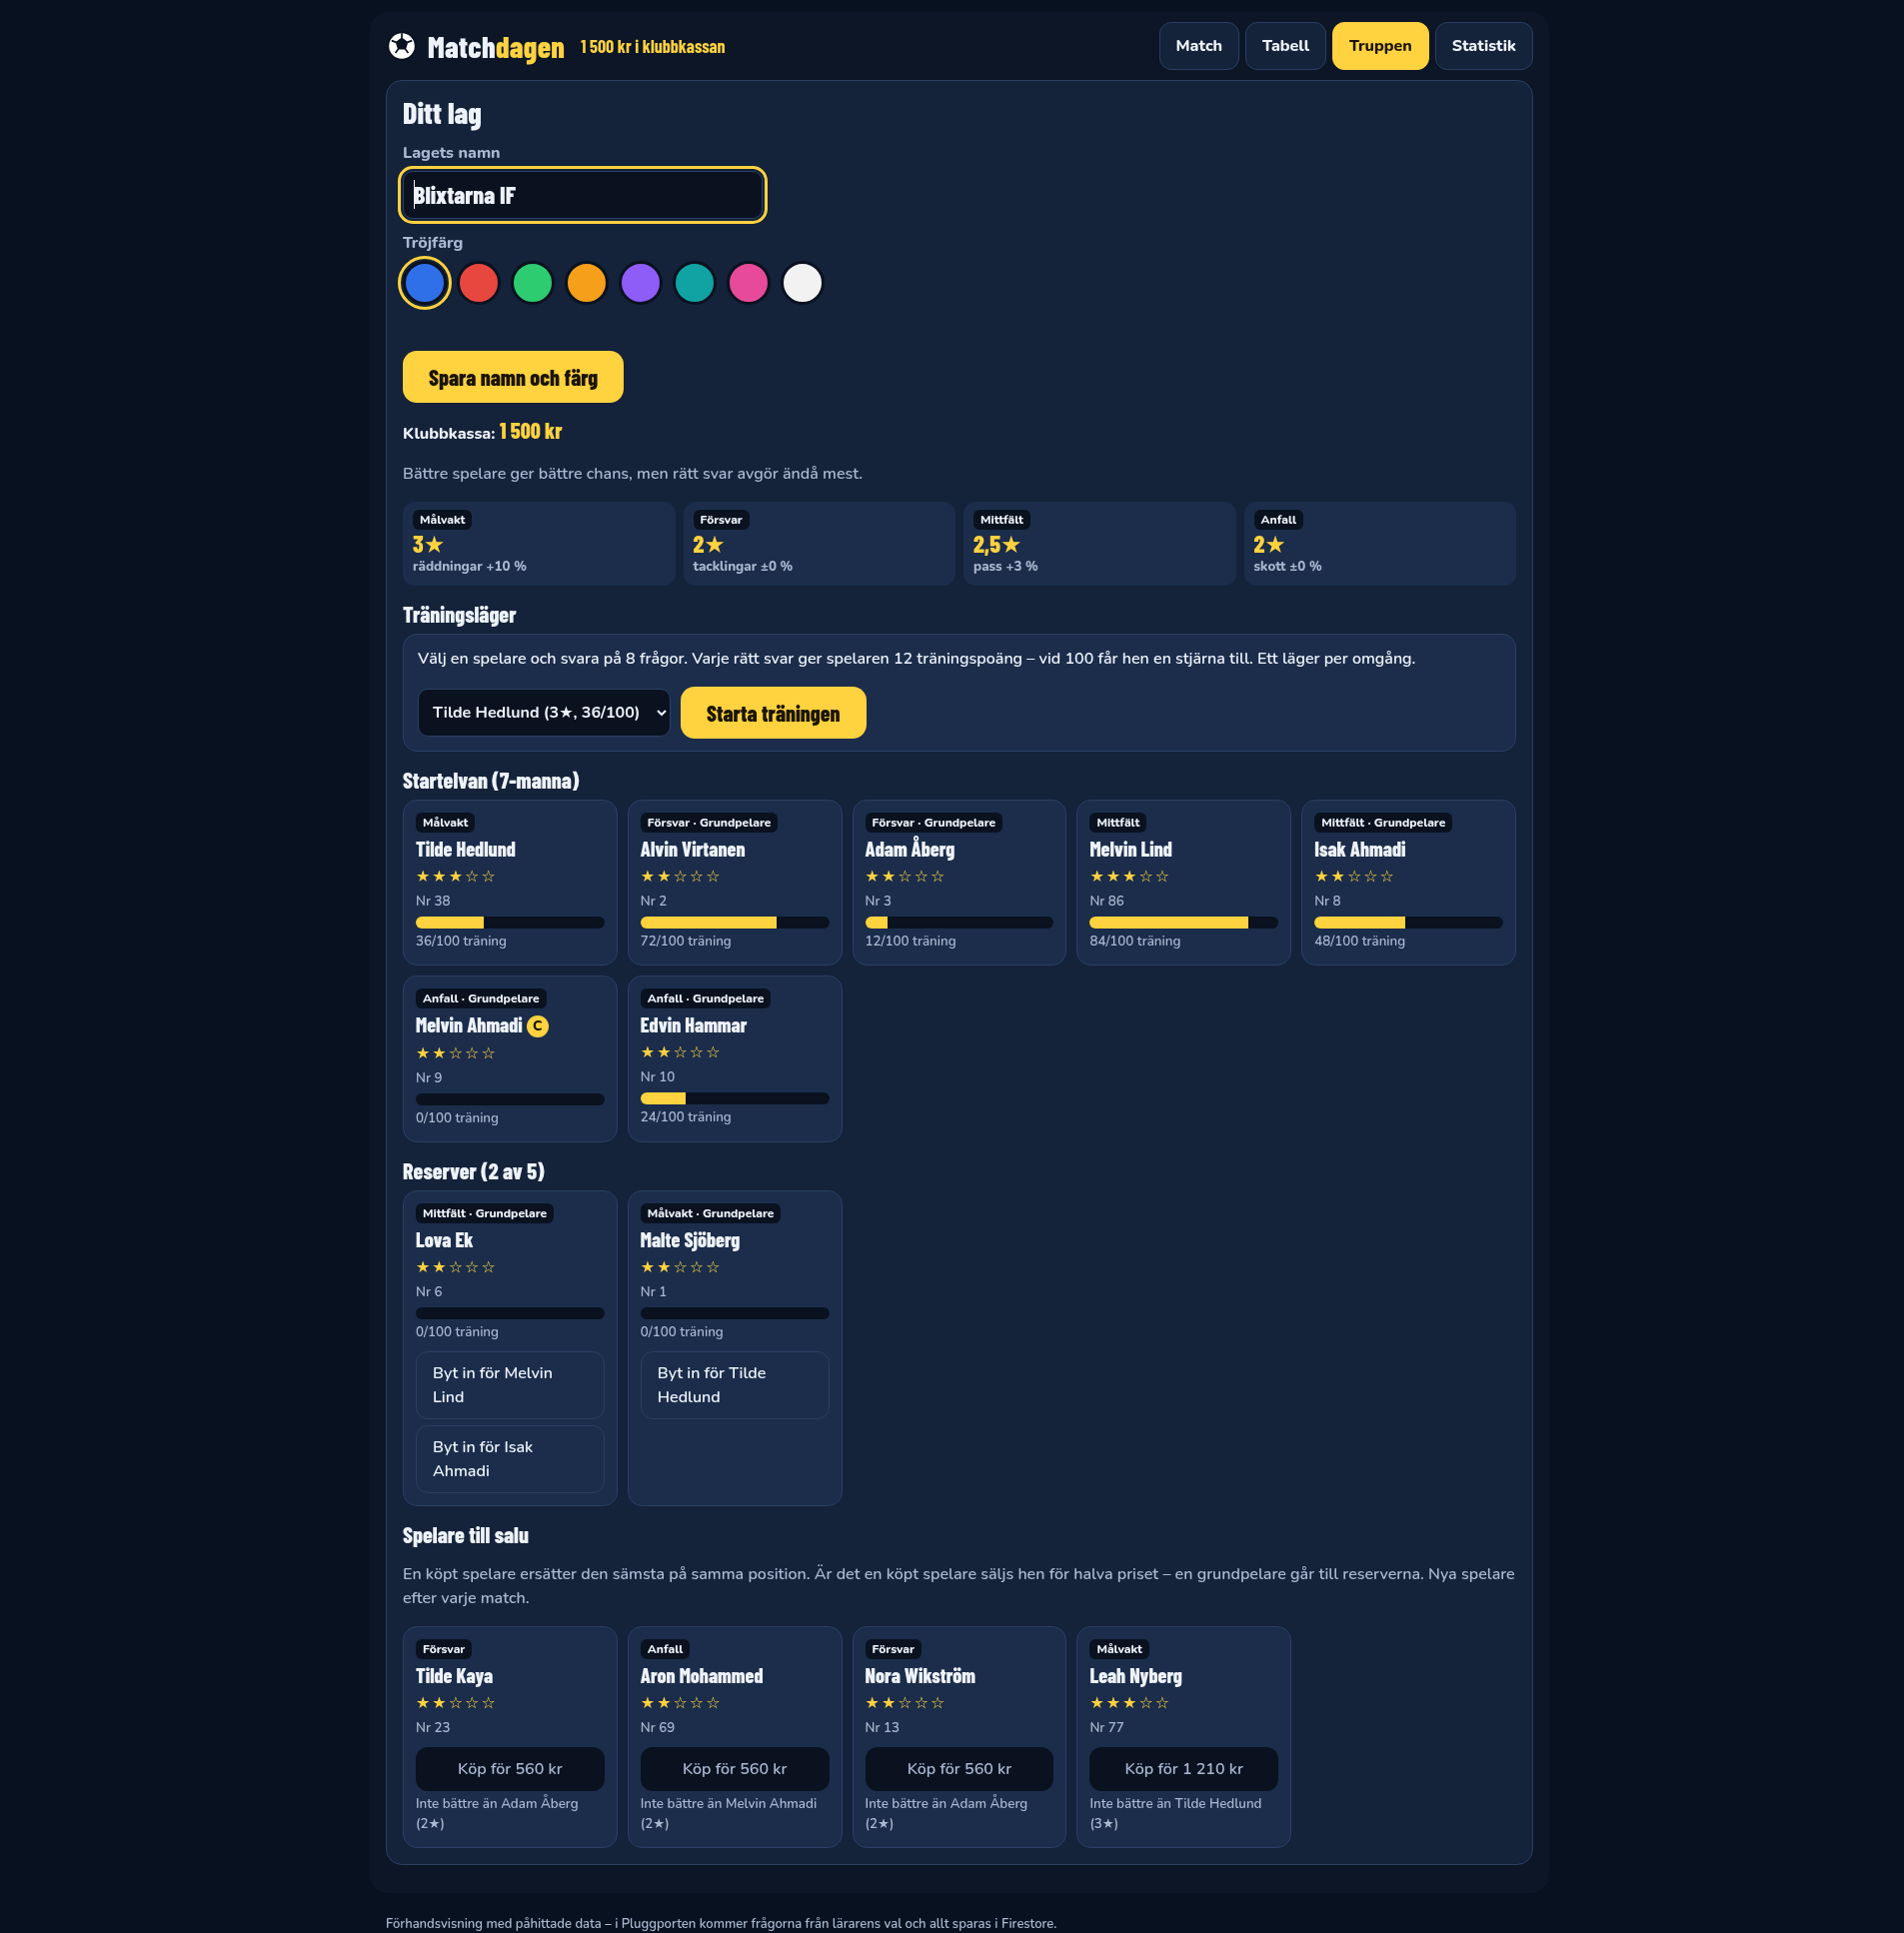 Matchdagen 1 500 kr i klubbkassan Match Tabell Truppen Statistik
Ditt lag
Lagets namn
Blixtarna IF
Tröjfärg
Spara namn och färg
Klubbkassa: 1 500 kr
Bättre spelare ger bättre chans, men rätt svar avgör ändå mest.
Målvakt Försvar Mittfält Anfall
3★ 2★ 2,5★ 2★
räddningar +10 % tacklingar ±0 % pass +3 % skott ±0 %
Träningsläger
Välj en spelare och svara på 8 frågor. Varje rätt svar ger spelaren 12 träningspoäng – vid 100 får hen en stjärna till. Ett läger per omgång.
Tilde Hedlund (3★, 36/100) Starta träningen
Startelvan (7-manna)
Målvakt Försvar · Grundpelare Försvar · Grundpelare Mittfält Mittfält · Grundpelare
Tilde Hedlund Alvin Virtanen Adam Åberg Melvin Lind Isak Ahmadi
★★★☆☆ ★★☆☆☆ ★★☆☆☆ ★★★☆☆ ★★☆☆☆
Nr 38 Nr 2 Nr 3 Nr 86 Nr 8
36/100 träning 72/100 träning 12/100 träning 84/100 träning 48/100 träning
Anfall · Grundpelare Anfall · Grundpelare
Melvin Ahmadi C Edvin Hammar
★★☆☆☆ ★★☆☆☆
Nr 9 Nr 10
0/100 träning 24/100 träning
Reserver (2 av 5)
Mittfält · Grundpelare Målvakt · Grundpelare
Lova Ek Malte Sjöberg
★★☆☆☆ ★★☆☆☆
Nr 6 Nr 1
0/100 träning 0/100 träning
Byt in för Melvin Byt in för Tilde
Lind Hedlund
Byt in för Isak
Ahmadi
Spelare till salu
En köpt spelare ersätter den sämsta på samma position. Är det en köpt spelare säljs hen för halva priset – en grundpelare går till reserverna. Nya spelare
efter varje match.
Försvar Anfall Försvar Målvakt
Tilde Kaya Aron Mohammed Nora Wikström Leah Nyberg
★★☆☆☆ ★★☆☆☆ ★★☆☆☆ ★★★☆☆
Nr 23 Nr 69 Nr 13 Nr 77
Köp för 560 kr Köp för 560 kr Köp för 560 kr Köp för 1 210 kr
Inte bättre än Adam Åberg Inte bättre än Melvin Ahmadi Inte bättre än Adam Åberg Inte bättre än Tilde Hedlund
(2★) (2★) (2★) (3★)
Förhandsvisning med påhittade data – i Pluggporten kommer frågorna från lärarens val och allt sparas i Firestore.